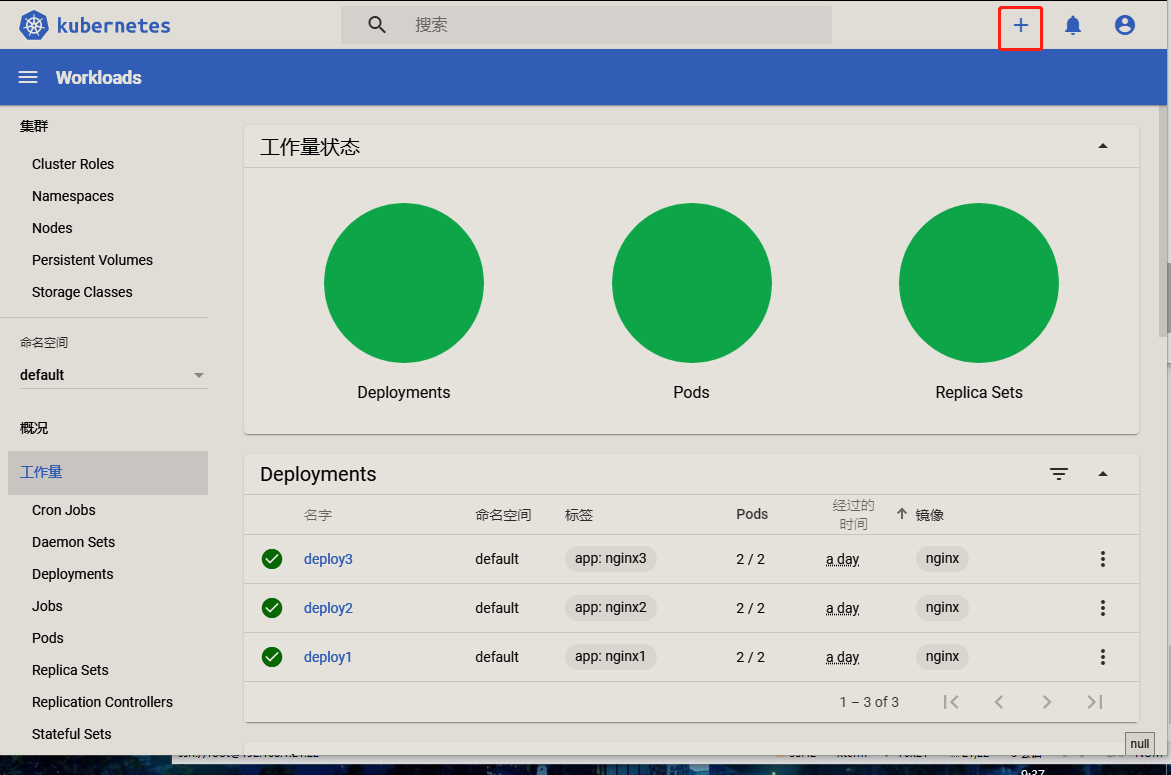 kubernetes
搜索
Workloads
集群
Cluster Roles
Namespaces
Nodes
Persistent Volumes
Storage Classes
命名空间
default
概况
工作量
Cron Jobs
Daemon Sets
Deployments
Jobs
Pods
Replica Sets
Replication Controllers
Stateful Sets
工作量状态
Deployments Pods Replica Sets
Deployments
名字 命名空间 标签 Pods 经过的时间 镜像
deploy3 default app: nginx3 2 / 2 a day nginx
deploy2 default app: nginx2 2 / 2 a day nginx
deploy1 default app: nginx1 2 / 2 a day nginx
1 – 3 of 3
null